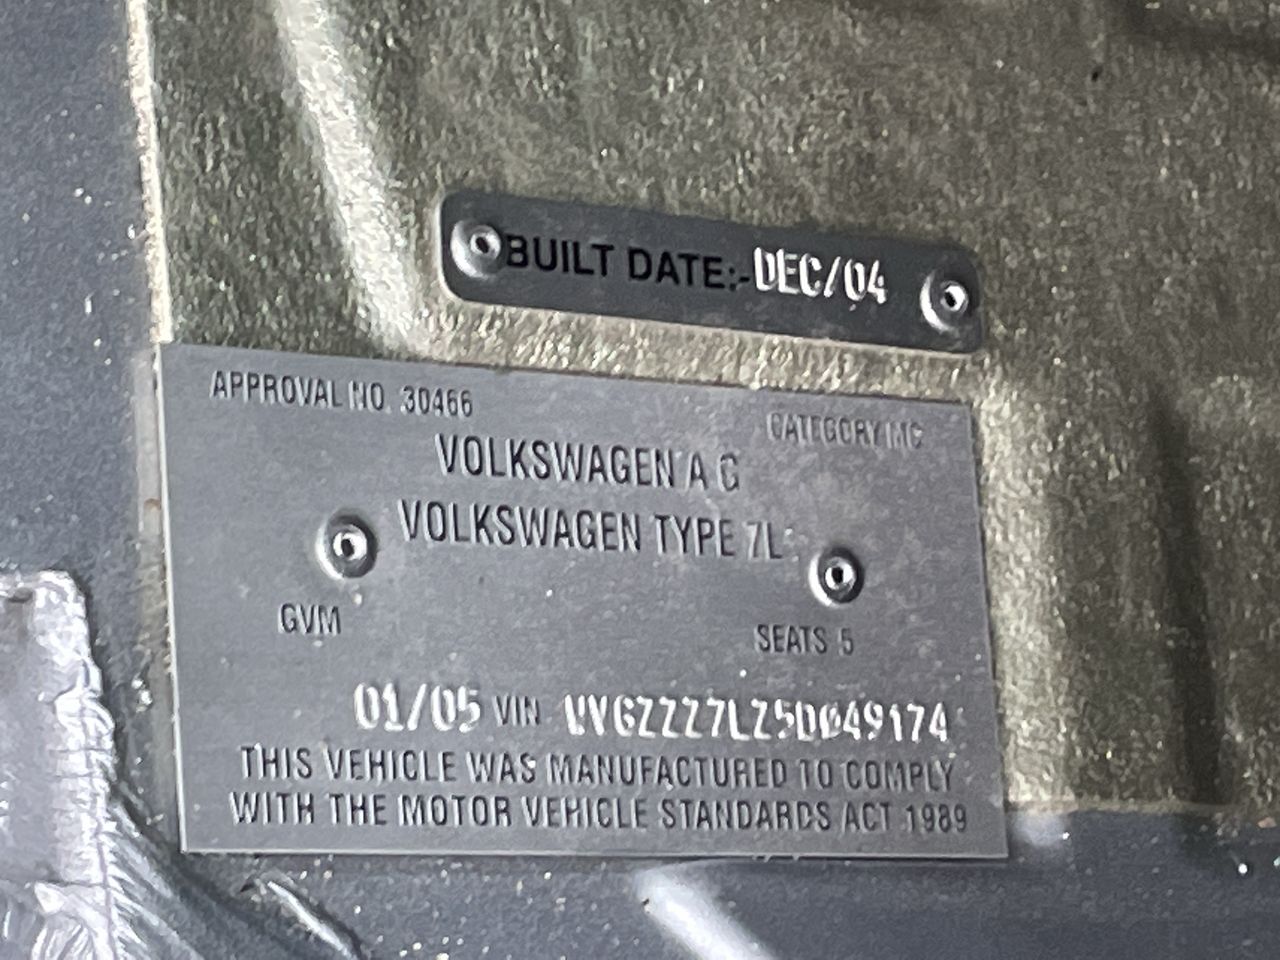 BUILT DATE:-DEC/04
APPROVAL NO. 30466
CATEGORY MC
VOLKSWAGEN A G
VOLKSWAGEN TYPE 7L
GVM
SEATS 5
01/05 VIN WVGZZZ7LZ5D049174
THIS VEHICLE WAS MANUFACTURED TO COMPLY
WITH THE MOTOR VEHICLE STANDARDS ACT 1989